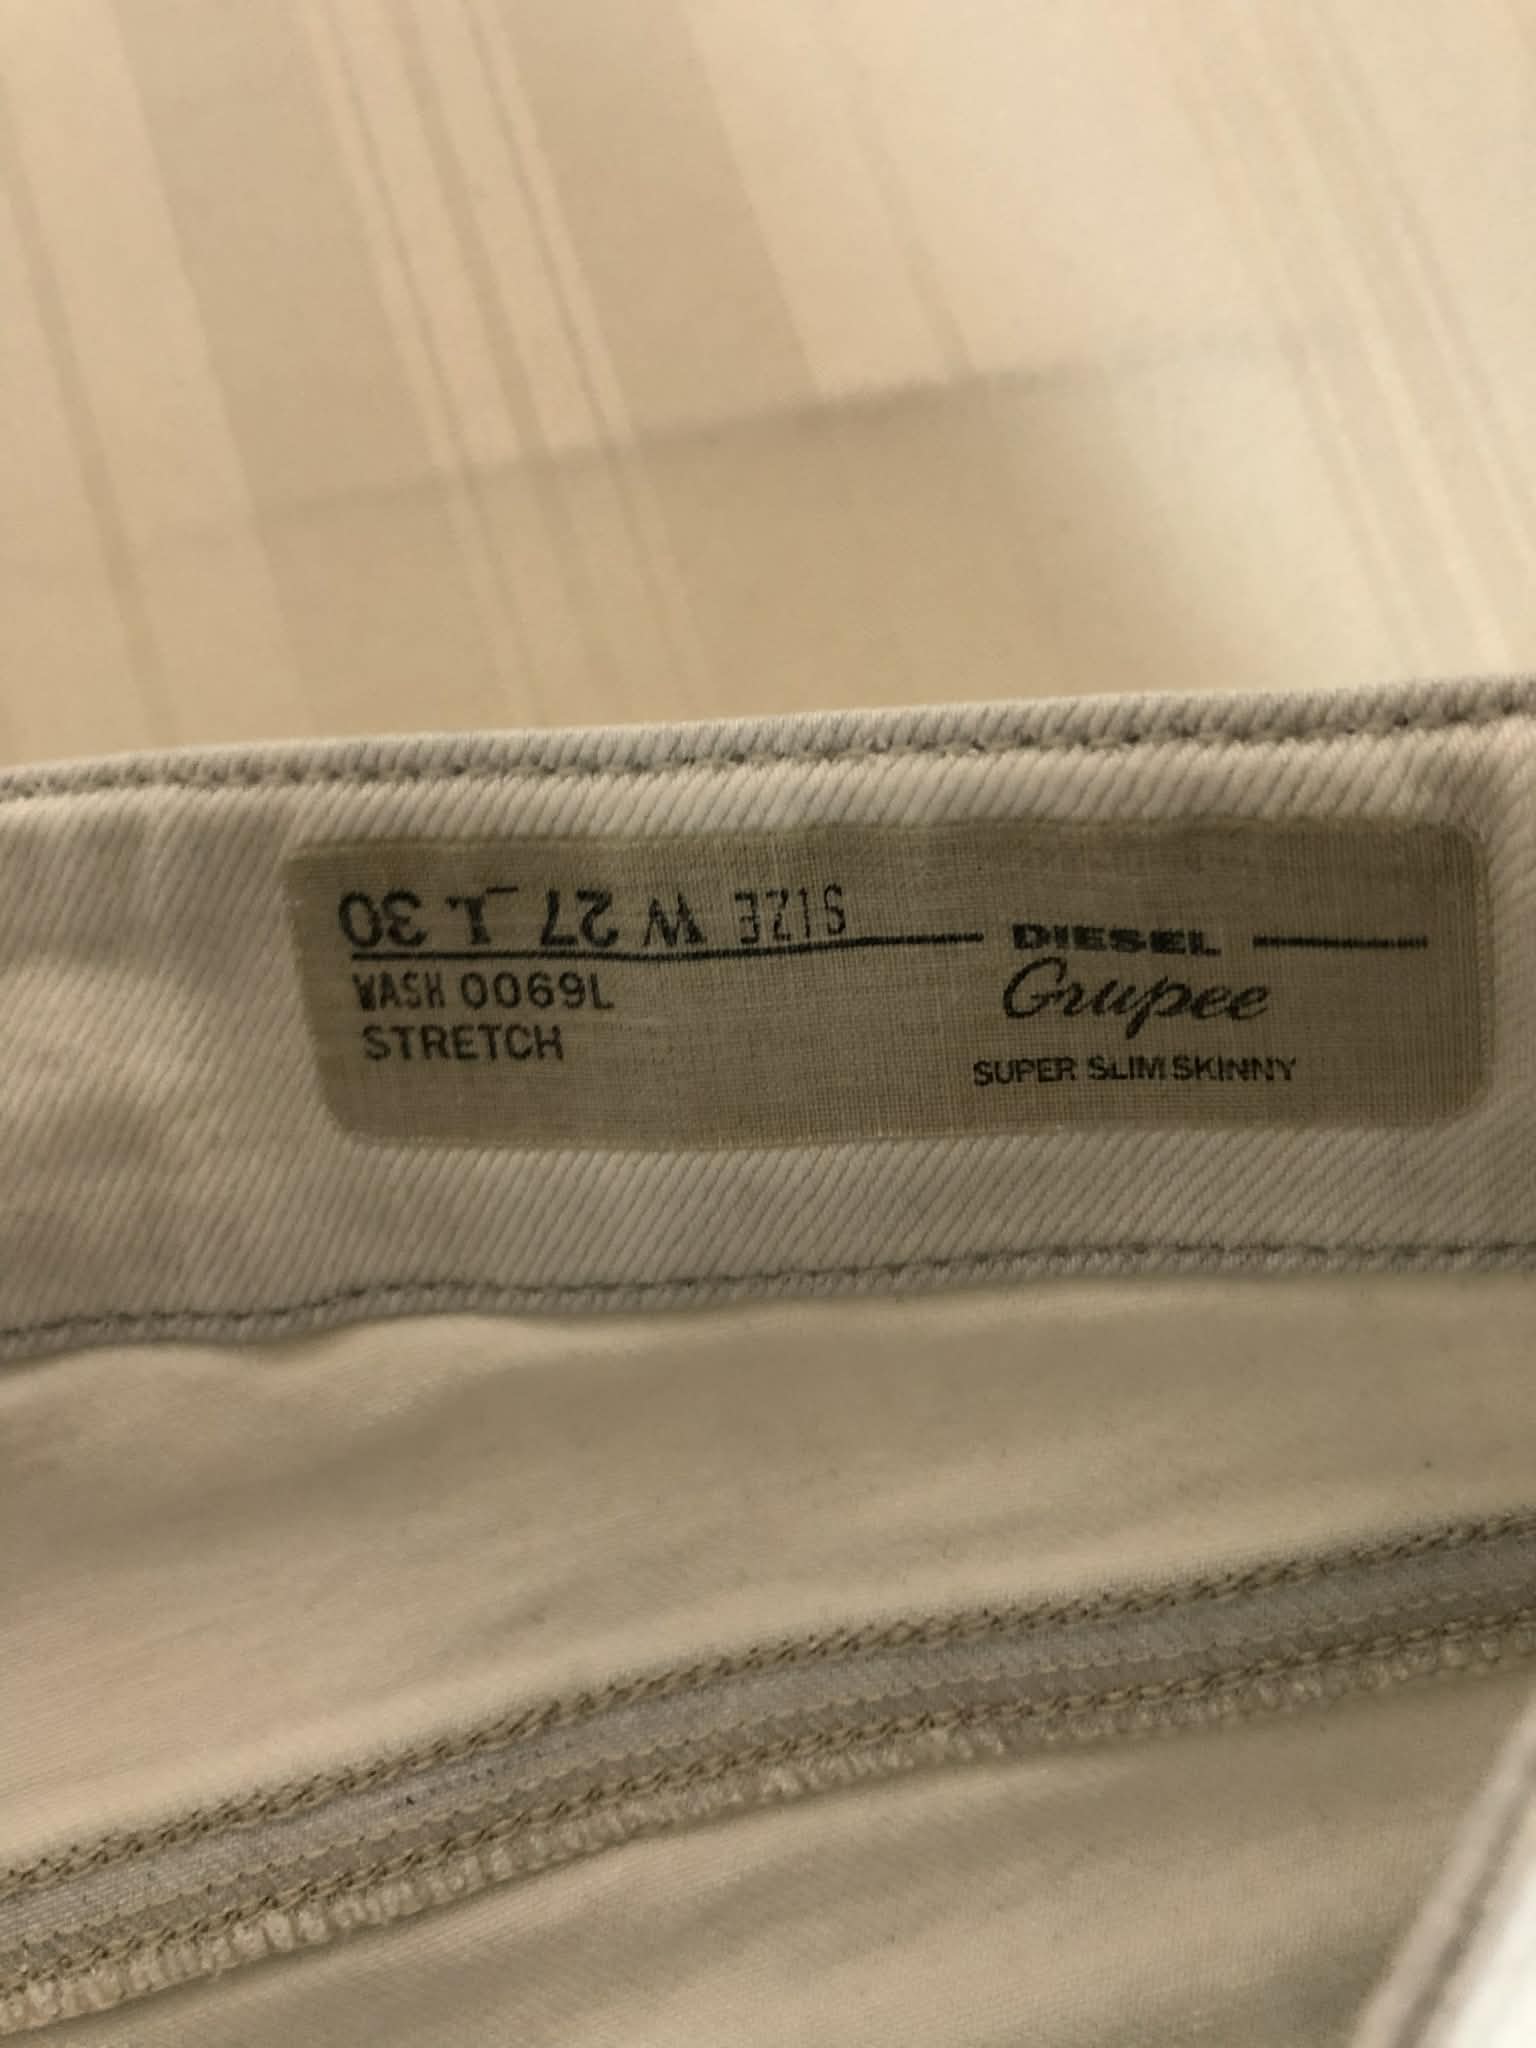 SIZE W 27 L 30
DIESEL
WASH 0069L
Grupee
STRETCH
SUPER SLIM SKINNY